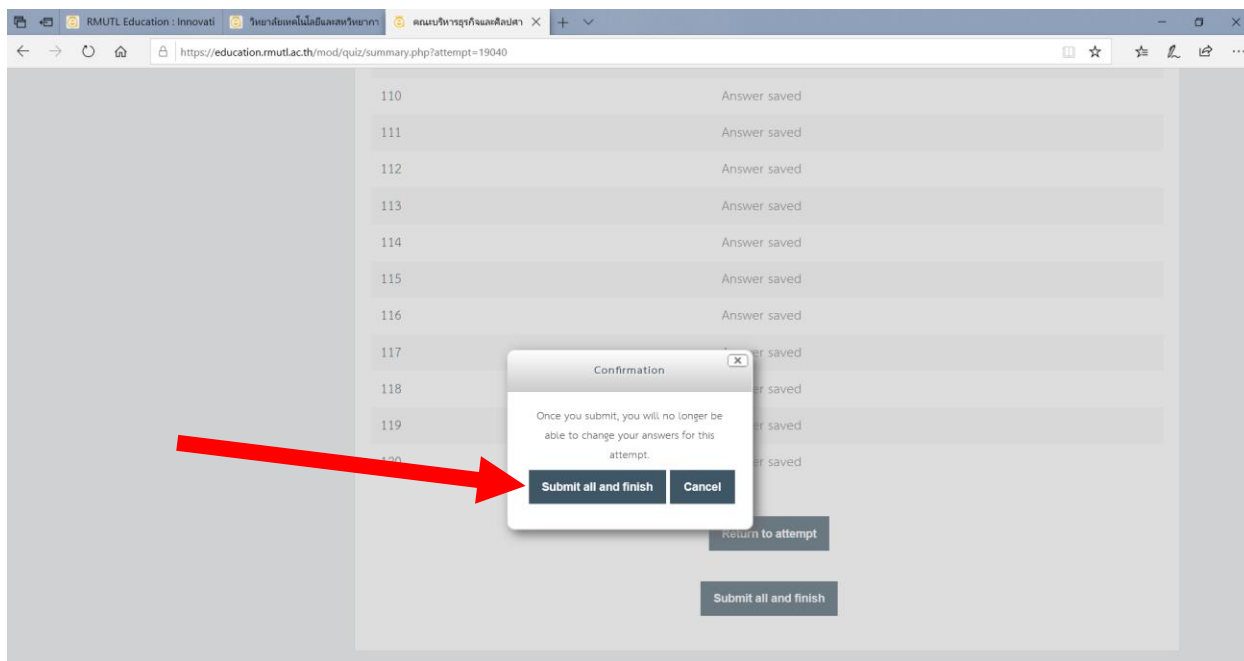 RMUTL Education : Innovati
วิทยาลัยเทคโนโลยีและสหวิทยากา
คณะบริหารธุรกิจและศิลปศา
https://education.rmutl.ac.th/mod/quiz/summary.php?attempt=19040
110 Answer saved
111 Answer saved
112 Answer saved
113 Answer saved
114 Answer saved
115 Answer saved
116 Answer saved
117 er saved
Confirmation
118 er saved
Once you submit, you will no longer be
able to change your answers for this
attempt.
119 er saved
120 er saved
Submit all and finish Cancel
Return to attempt
Submit all and finish